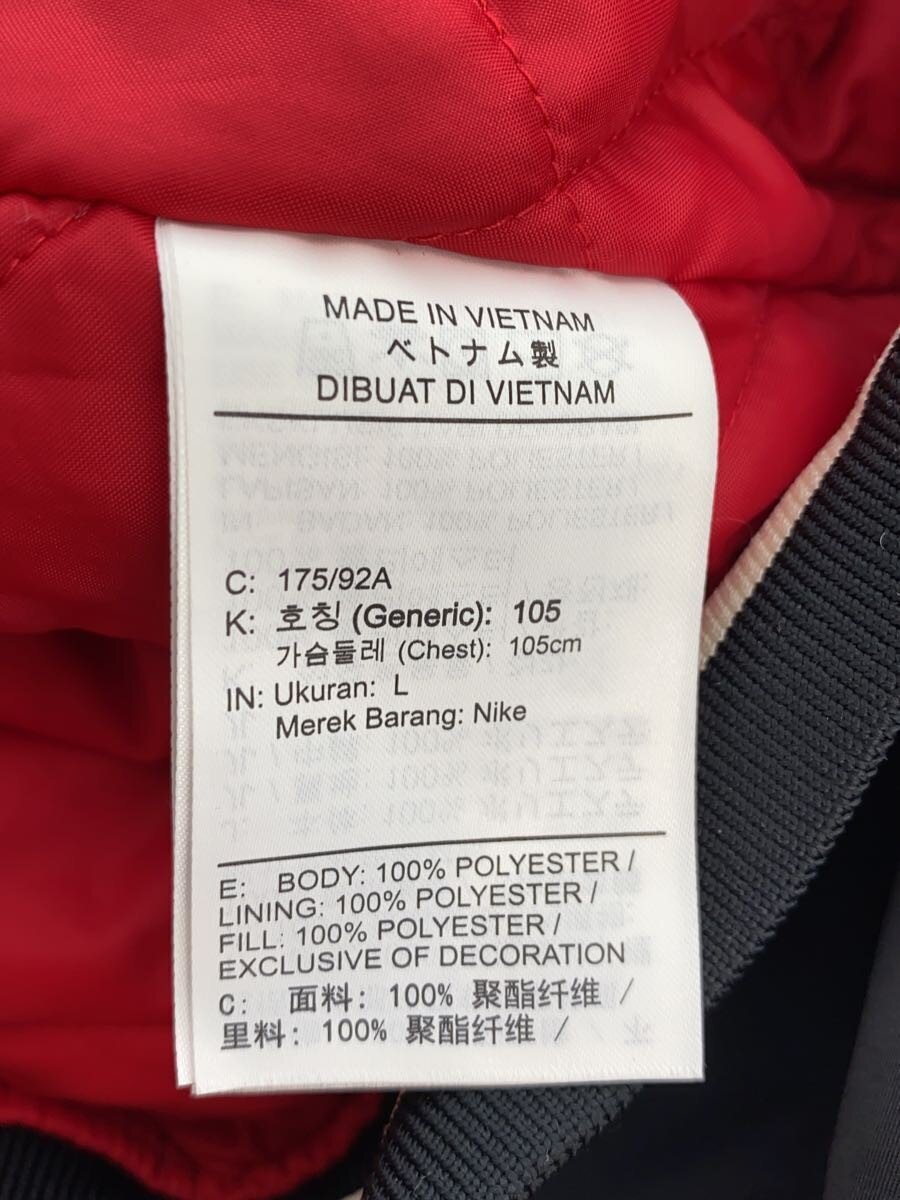 MADE IN VIETNAM
ベトナム製
DIBUAT DI VIETNAM
C: 175/92A
K: 호칭 (Generic): 105
가슴둘레 (Chest): 105cm
IN: Ukuran: L
Merek Barang: Nike
E: BODY: 100% POLYESTER /
LINING: 100% POLYESTER /
FILL: 100% POLYESTER /
EXCLUSIVE OF DECORATION
C: 面料: 100% 聚酯纤维 /
里料: 100% 聚酯纤维 /